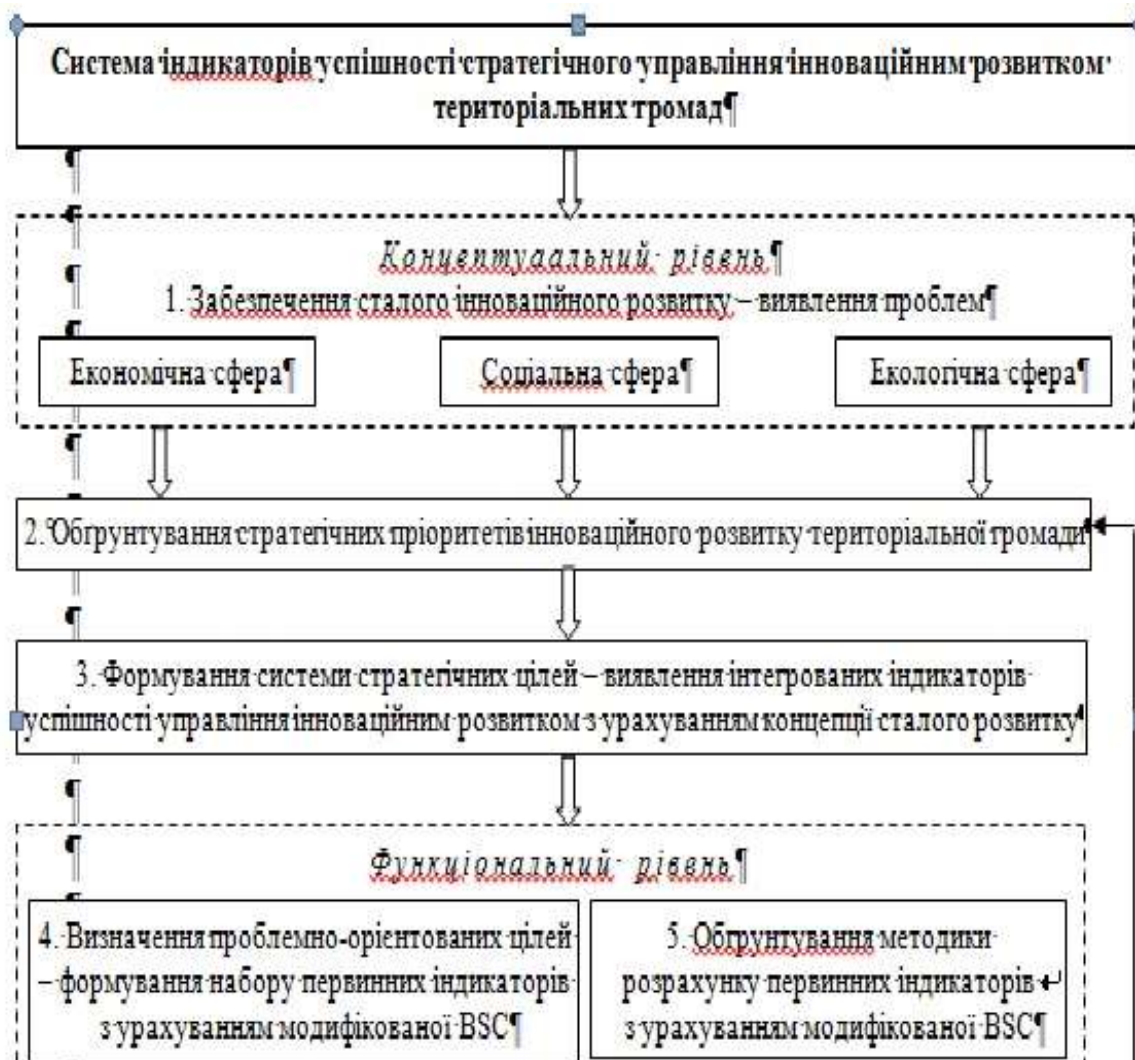 Система індикаторів успішності стратегічного управління інноваційним розвитком
територіальних громад¶
Концептуаальний рівень¶
1. Забезпечення сталого інноваційного розвитку – виявлення проблем¶
Економічна сфера¶
Соціальна сфера¶
Екологічна сфера¶
2. Обґрунтування стратегічних пріоритетів інноваційного розвитку територіальної громади
3. Формування системи стратегічних цілей – виявлення інтегрованих індикаторів
успішності управління інноваційним розвитком з урахуванням концепції сталого розвитку¶
Функціональний рівень¶
4. Визначення проблемно-орієнтованих цілей
– формування набору первинних індикаторів
з урахуванням модифікованої BSC¶
5. Обґрунтування методики
розрахунку первинних індикаторів ↵
з урахуванням модифікованої BSC¶